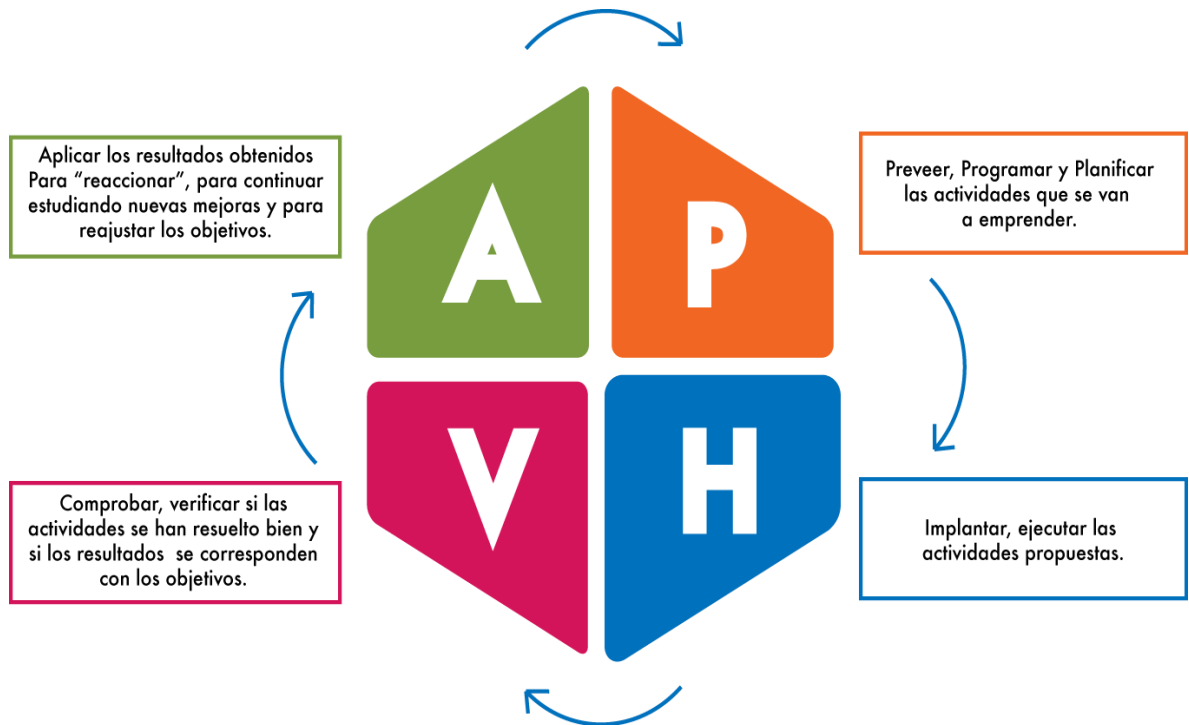 Aplicar los resultados obtenidos
Para “reaccionar”, para continuar
estudiando nuevas mejoras y para
reajustar los objetivos.
A
P
Preveer, Programar y Planificar
las actividades que se van
a emprender.
Comprobar, verificar si las
actividades se han resuelto bien y
si los resultados se corresponden
con los objetivos.
V
H
Implantar, ejecutar las
actividades propuestas.